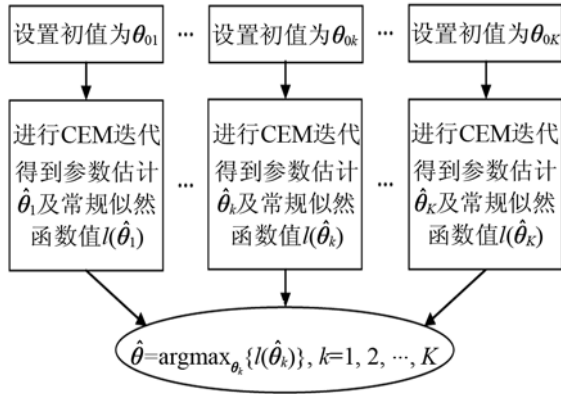 设置初值为θ01 … 设置初值为θ0k … 设置初值为θ0K
进行CEM迭代
得到参数估计
θ̂1及常规似然
函数值l(θ̂1)
…
进行CEM迭代
得到参数估计
θ̂k及常规似然
函数值l(θ̂k)
…
进行CEM迭代
得到参数估计
θ̂K及常规似然
函数值l(θ̂K)
θ̂=argmaxθk{l(θ̂k)}, k=1, 2, …, K